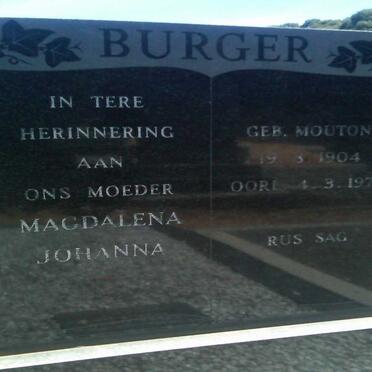 BURGER
IN TERE
HERINNERING
AAN
ONS MOEDER
MAGDALENA
JOHANNA
GEB. MOUTON
19. 3. 1904
OORL. 4. 3. 197
RUS SAG